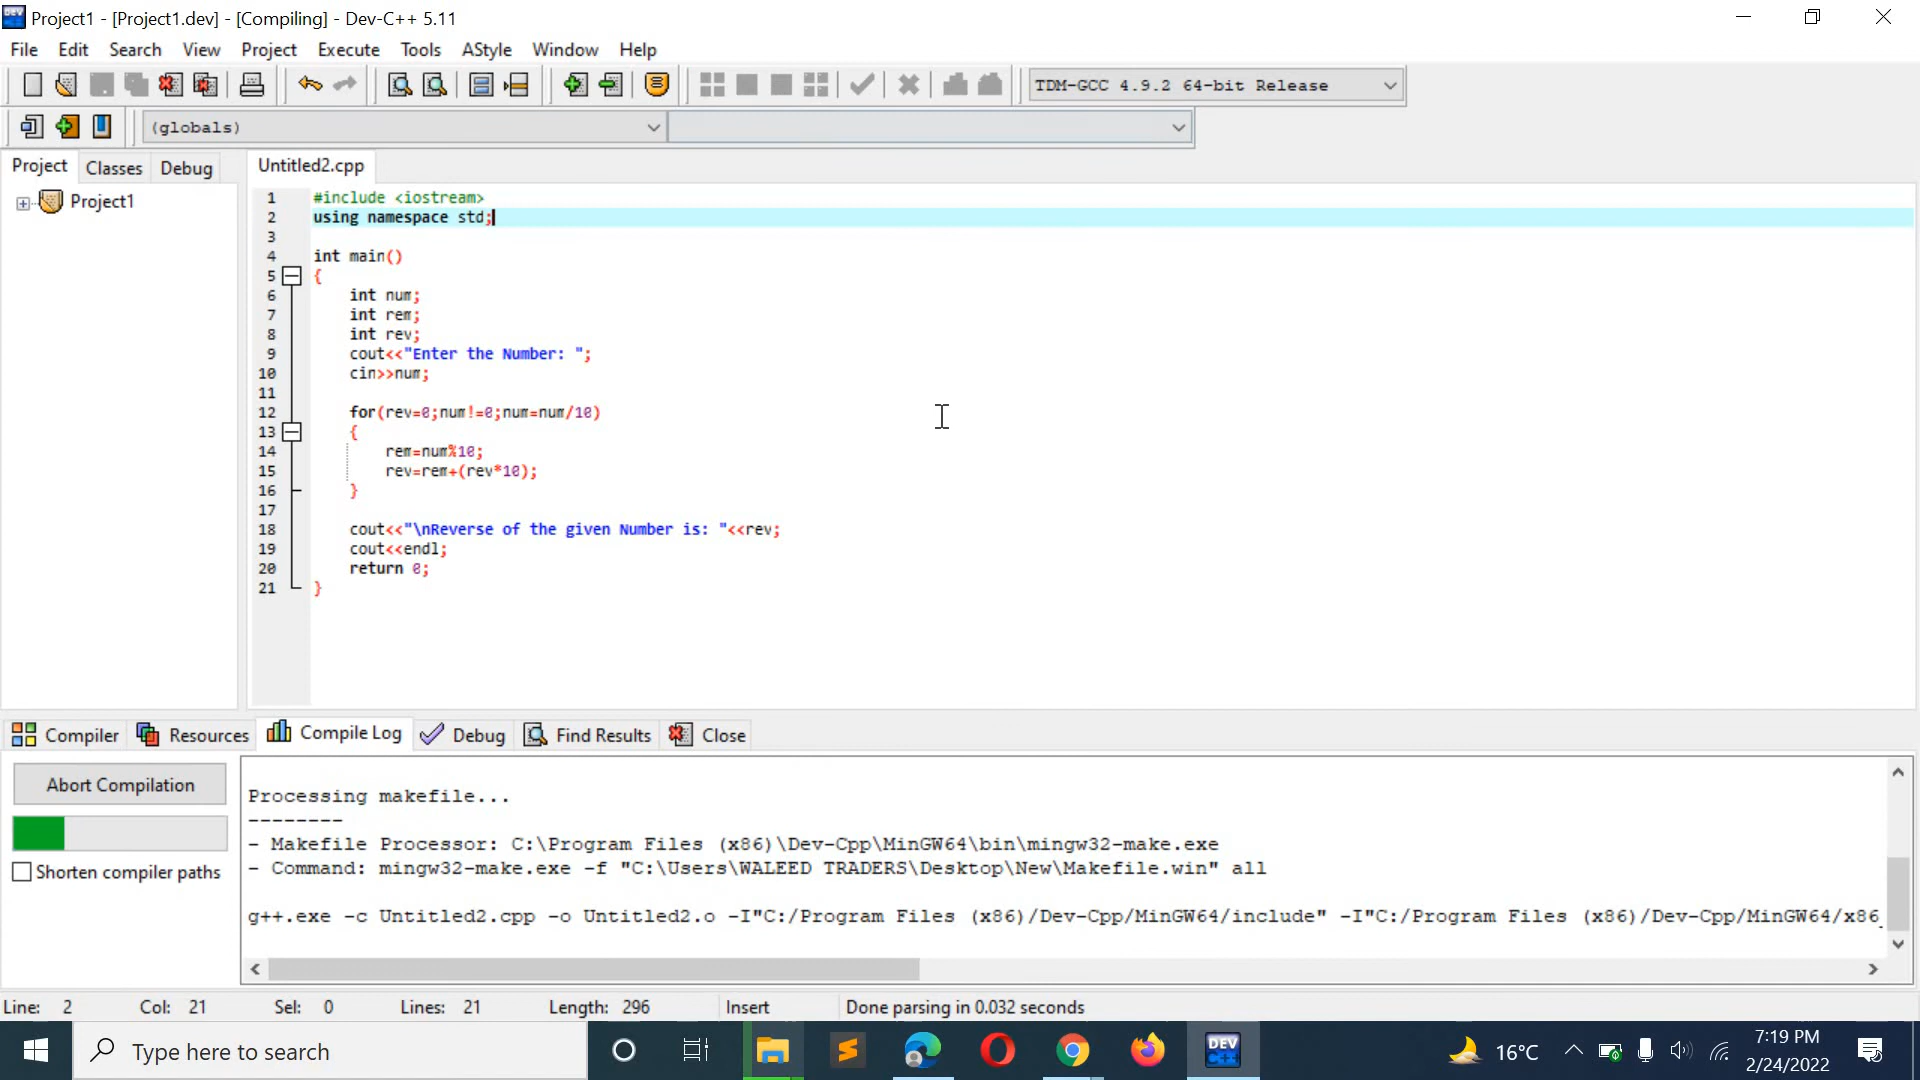 Project1 - [Project1.dev] - [Compiling] - Dev-C++ 5.11
File Edit Search View Project Execute Tools AStyle Window Help
TDM-GCC 4.9.2 64-bit Release
(globals)
Project Classes Debug
Untitled2.cpp
Project1
1 #include <iostream>
2 using namespace std;
3
4 int main()
5 {
6 int num;
7 int rem;
8 int rev;
9 cout<<"Enter the Number: ";
10 cin>>num;
11
12 for(rev=0;num!=0;num=num/10)
13 {
14 rem=num%10;
15 rev=rem+(rev*10);
16 }
17
18 cout<<"\nReverse of the given Number is: "<<rev;
19 cout<<endl;
20 return 0;
21 }
Compiler Resources Compile Log Debug Find Results Close
Abort Compilation
Shorten compiler paths
Processing makefile...
--------
- Makefile Processor: C:\Program Files (x86)\Dev-Cpp\MinGW64\bin\mingw32-make.exe
- Command: mingw32-make.exe -f "C:\Users\WALEED TRADERS\Desktop\New\Makefile.win" all
g++.exe -c Untitled2.cpp -o Untitled2.o -I"C:/Program Files (x86)/Dev-Cpp/MinGW64/include" -I"C:/Program Files (x86)/Dev-Cpp/MinGW64/x86_
Line: 2 Col: 21 Sel: 0 Lines: 21 Length: 296 Insert Done parsing in 0.032 seconds
Type here to search
DEV
C++
16°C
7:19 PM
2/24/2022